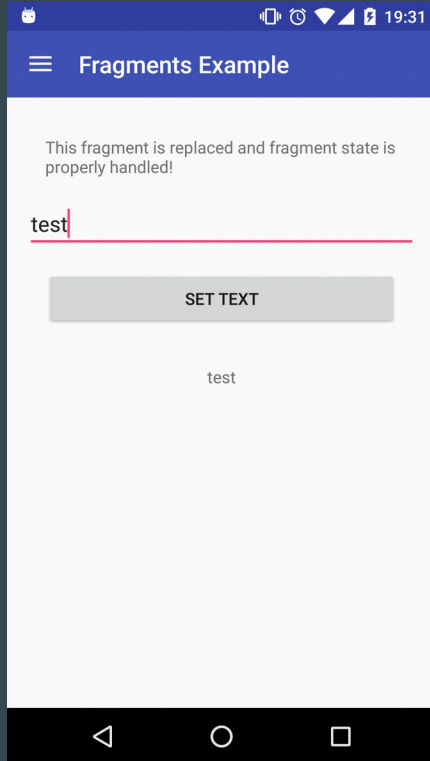 19:31
Fragments Example
This fragment is replaced and fragment state is
properly handled!
test
SET TEXT
test